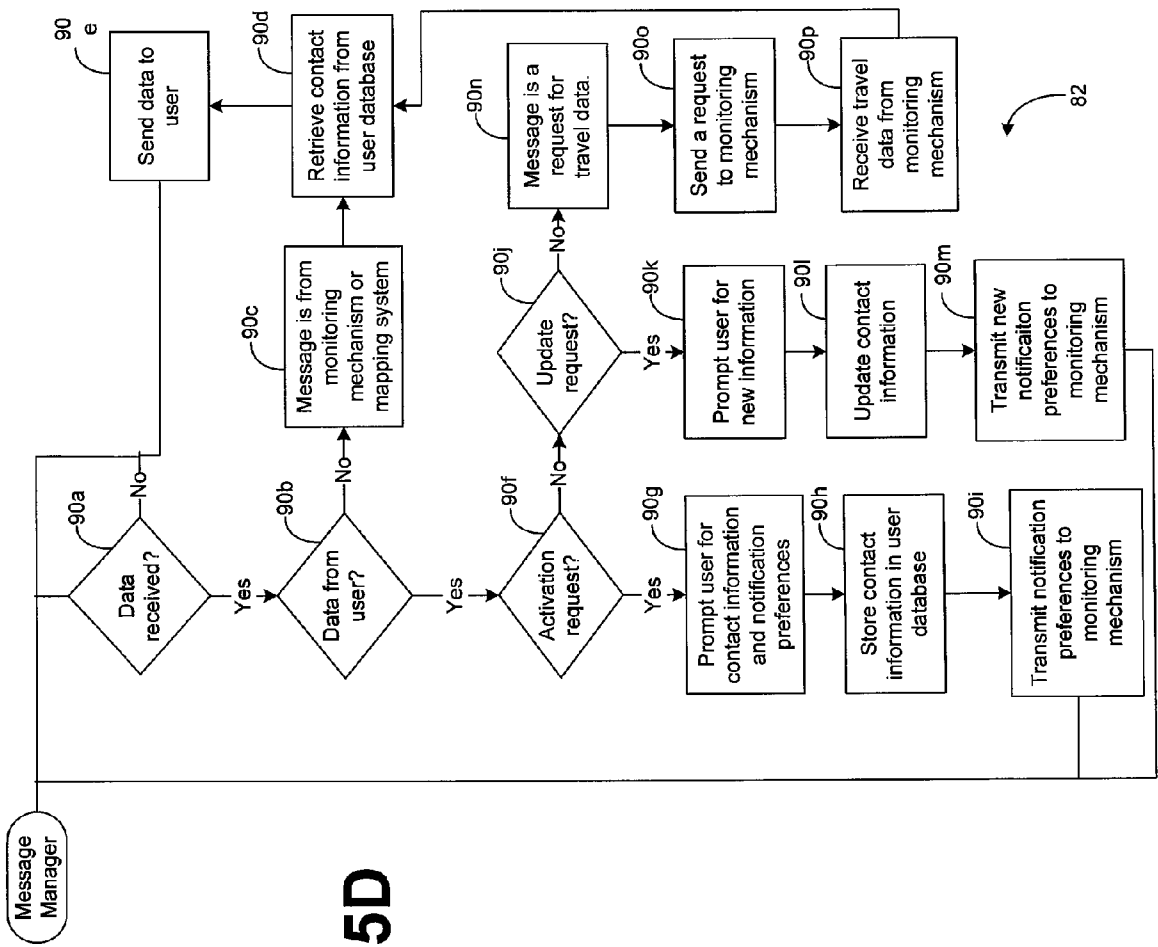 Message
Manager
90a
Data
received?
No
Yes
90b
Data from
user?
No
Yes
90c
Message is from
monitoring
mechanism or
mapping system
90d
Retrieve contact
information from
user database
90
e
Send data to
user
90f
Activation
request?
No
Yes
90g
Prompt user for
contact information
and notification
preferences
90h
Store contact
information in user
database
90i
Transmit notification
preferences to
monitoring
mechanism
90j
Update
request?
No
Yes
90k
Prompt user for
new information
90l
Update contact
information
90m
Transmit new
notificaiton
preferences to
monitoring
mechanism
90n
Message is a
request for
travel data.
90o
Send a request
to monitoring
mechanism
90p
Receive travel
data from
monitoring
mechanism
82
5D